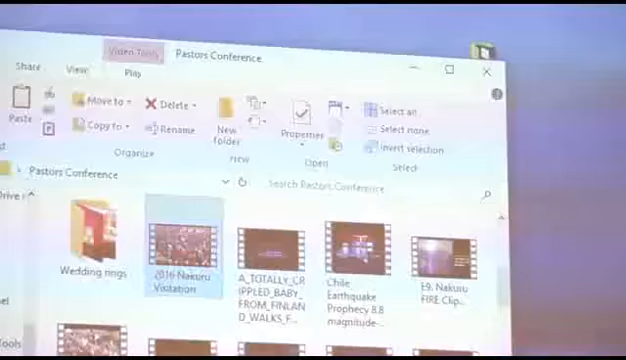 Video Tools Pastors Conference
Share View Play
Paste
Move to
Copy to
Delete
Rename
Organize
New
folder
New
Properties
Open
Select all
Select none
Invert selection
Select
Pastors Conference
Search Pastors Conference
Drive
Wedding rings
2016 Nakuru
Visitation
A_TOTALLY_CR
IPPLED_BABY_
FROM_FINLAN
D_WALKS_F...
Chile
Earthquake
Prophecy 8.8
magnitude-...
E9. Nakuru
FIRE Clip...
Tools